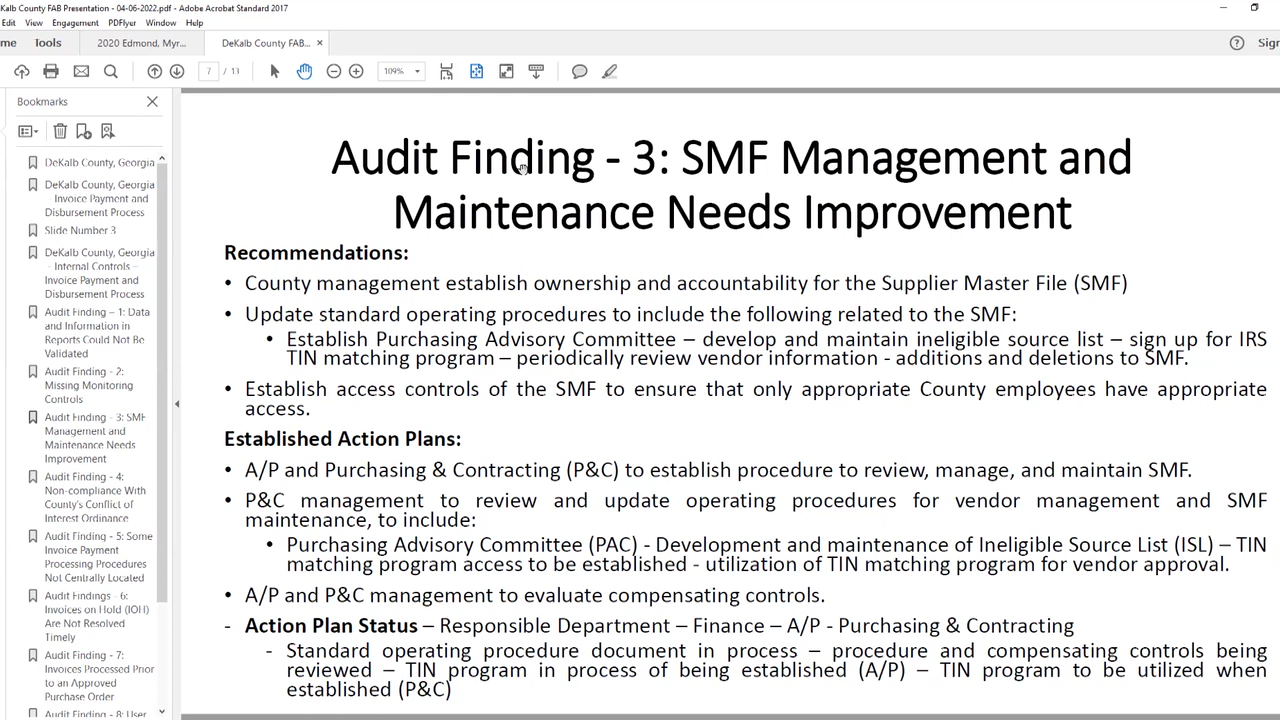 Kalb County FAB Presentation - 04-06-2022.pdf - Adobe Acrobat Standard 2017
Edit View Engagement PDFlyer Window Help
me Tools 2020 Edmond, Myr... DeKalb County FAB... × Sign
7 / 13 109%
Bookmarks
DeKalb County, Georgia
DeKalb County, Georgia
Invoice Payment and
Disbursement Process
Slide Number 3
DeKalb County, Georgia
- Internal Controls –
Invoice Payment and
Disbursement Process
Audit Finding – 1: Data
and Information in
Reports Could Not Be
Validated
Audit Finding - 2:
Missing Monitoring
Controls
Audit Finding - 3: SMF
Management and
Maintenance Needs
Improvement
Audit Finding - 4:
Non-compliance With
County's Conflict of
Interest Ordinance
Audit Finding - 5: Some
Invoice Payment
Processing Procedures
Not Centrally Located
Audit Findings - 6:
Invoices on Hold (IOH)
Are Not Resolved
Timely
Audit Finding - 7:
Invoices Processed Prior
to an Approved
Purchase Order
Audit Finding - 8: User
Audit Finding - 3: SMF Management and
Maintenance Needs Improvement
Recommendations:
• County management establish ownership and accountability for the Supplier Master File (SMF)
• Update standard operating procedures to include the following related to the SMF:
• Establish Purchasing Advisory Committee – develop and maintain ineligible source list – sign up for IRS
TIN matching program – periodically review vendor information - additions and deletions to SMF.
• Establish access controls of the SMF to ensure that only appropriate County employees have appropriate
access.
Established Action Plans:
• A/P and Purchasing & Contracting (P&C) to establish procedure to review, manage, and maintain SMF.
• P&C management to review and update operating procedures for vendor management and SMF
maintenance, to include:
• Purchasing Advisory Committee (PAC) - Development and maintenance of Ineligible Source List (ISL) – TIN
matching program access to be established - utilization of TIN matching program for vendor approval.
• A/P and P&C management to evaluate compensating controls.
- Action Plan Status – Responsible Department – Finance – A/P - Purchasing & Contracting
- Standard operating procedure document in process – procedure and compensating controls being
reviewed – TIN program in process of being established (A/P) – TIN program to be utilized when
established (P&C)